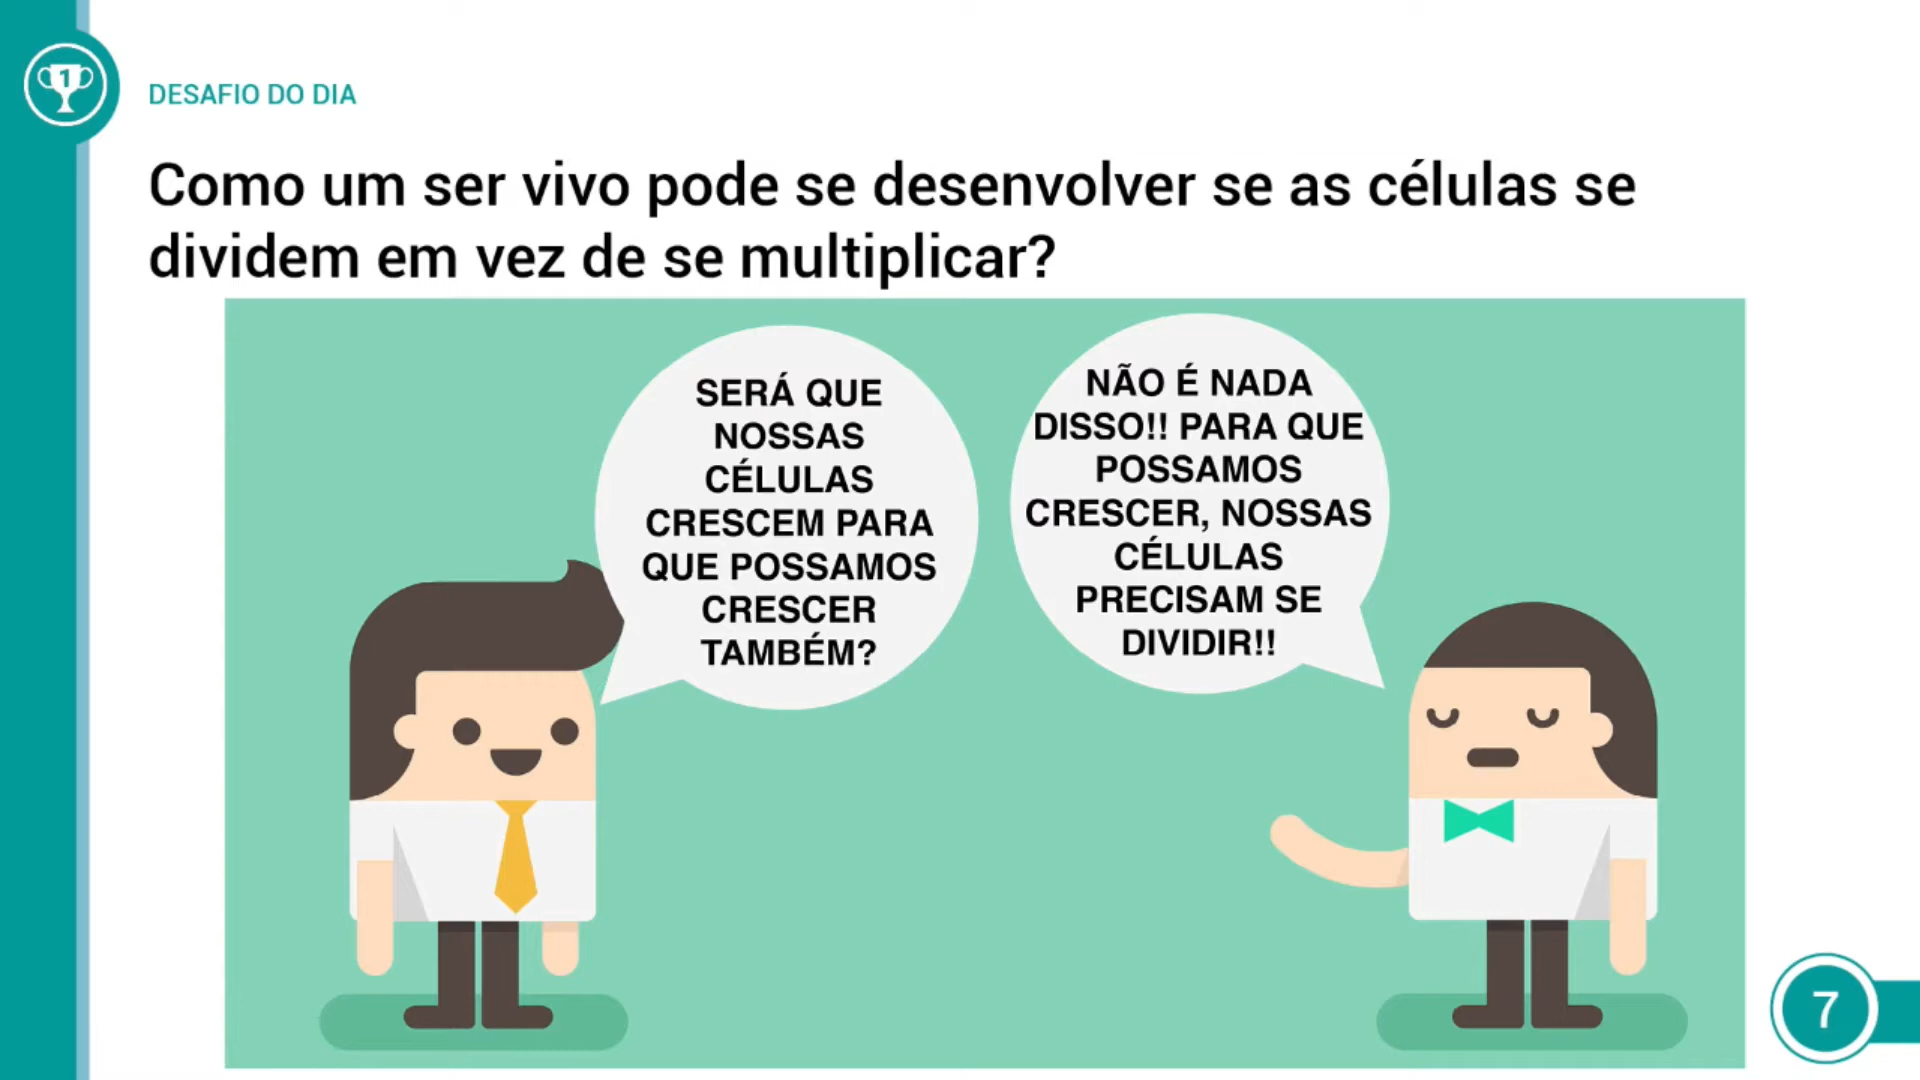 1
DESAFIO DO DIA
Como um ser vivo pode se desenvolver se as células se
dividem em vez de se multiplicar?
SERÁ QUE
NOSSAS
CÉLULAS
CRESCEM PARA
QUE POSSAMOS
CRESCER
TAMBÉM?
NÃO É NADA
DISSO!! PARA QUE
POSSAMOS
CRESCER, NOSSAS
CÉLULAS
PRECISAM SE
DIVIDIR!!
7